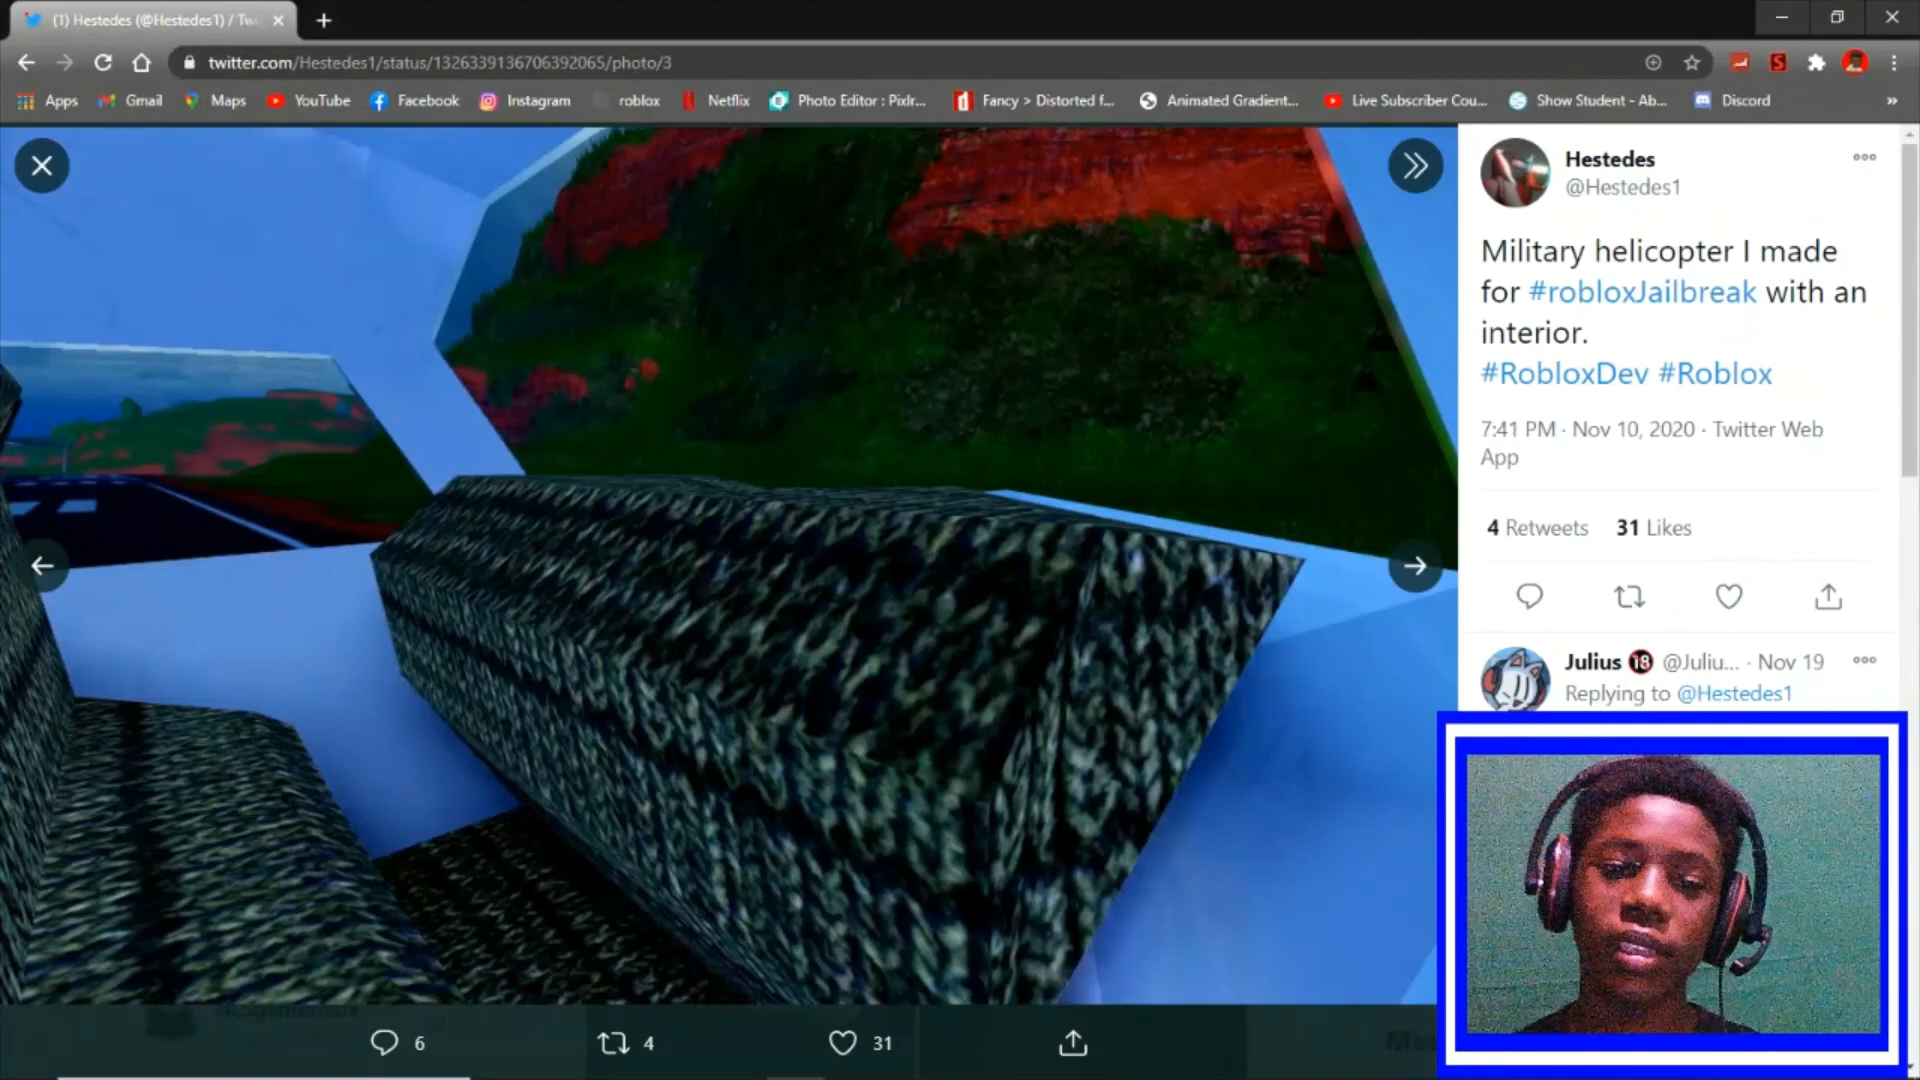 (1) Hestedes (@Hestedes1) / Tw
twitter.com/Hestedes1/status/1326339136706392065/photo/3
Apps Gmail Maps YouTube Facebook Instagram roblox Netflix Photo Editor : Pixlr... Fancy > Distorted f... Animated Gradient... Live Subscriber Cou... Show Student - Ab... Discord
Hestedes
@Hestedes1
Military helicopter I made
for #robloxJailbreak with an
interior.
#RobloxDev #Roblox
7:41 PM · Nov 10, 2020 · Twitter Web
App
4 Retweets 31 Likes
Julius 🔞 @Juliu... · Nov 19
Replying to @Hestedes1
6 4 31